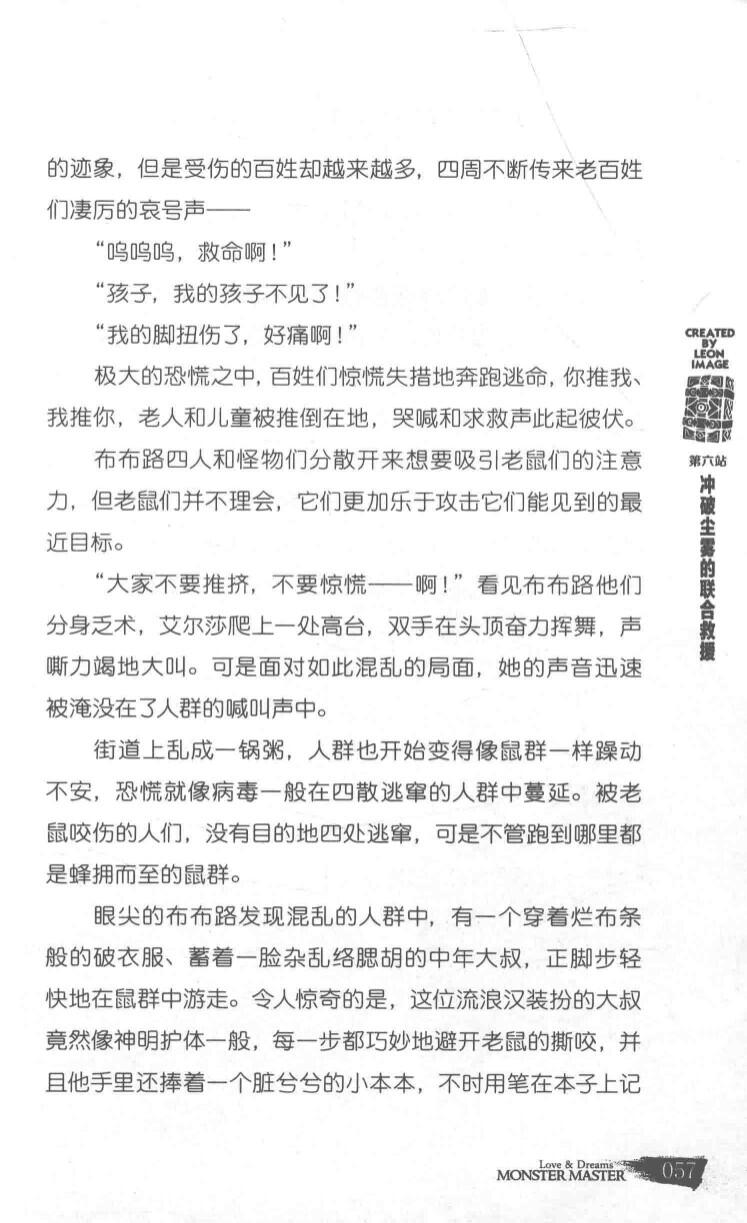 的迹象，但是受伤的百姓却越来越多，四周不断传来老百姓
们凄厉的哀号声——
“呜呜呜，救命啊！”
“孩子，我的孩子不见了！”
“我的脚扭伤了，好痛啊！”
极大的恐慌之中，百姓们惊慌失措地奔跑逃命，你推我、
我推你，老人和儿童被推倒在地，哭喊和求救声此起彼伏。
布布路四人和怪物们分散开来想要吸引老鼠们的注意
力，但老鼠们并不理会，它们更加乐于攻击它们能见到的最
近目标。
“大家不要推挤，不要惊慌——啊！”看见布布路他们
分身乏术，艾尔莎爬上一处高台，双手在头顶奋力挥舞，声
嘶力竭地大叫。可是面对如此混乱的局面，她的声音迅速
被淹没在了人群的喊叫声中。
街道上乱成一锅粥，人群也开始变得像鼠群一样躁动
不安，恐慌就像病毒一般在四散逃窜的人群中蔓延。被老
鼠咬伤的人们，没有目的地四处逃窜，可是不管跑到哪里都
是蜂拥而至的鼠群。
眼尖的布布路发现混乱的人群中，有一个穿着烂布条
般的破衣服、蓄着一脸杂乱络腮胡的中年大叔，正脚步轻
快地在鼠群中游走。令人惊奇的是，这位流浪汉装扮的大叔
竟然像神明护体一般，每一步都巧妙地避开老鼠的撕咬，并
且他手里还捧着一个脏兮兮的小本本，不时用笔在本子上记
CREATED
BY
LEON
IMAGE
第六站
冲破尘雾的联合救援
Love & Dreams
MONSTER MASTER
057